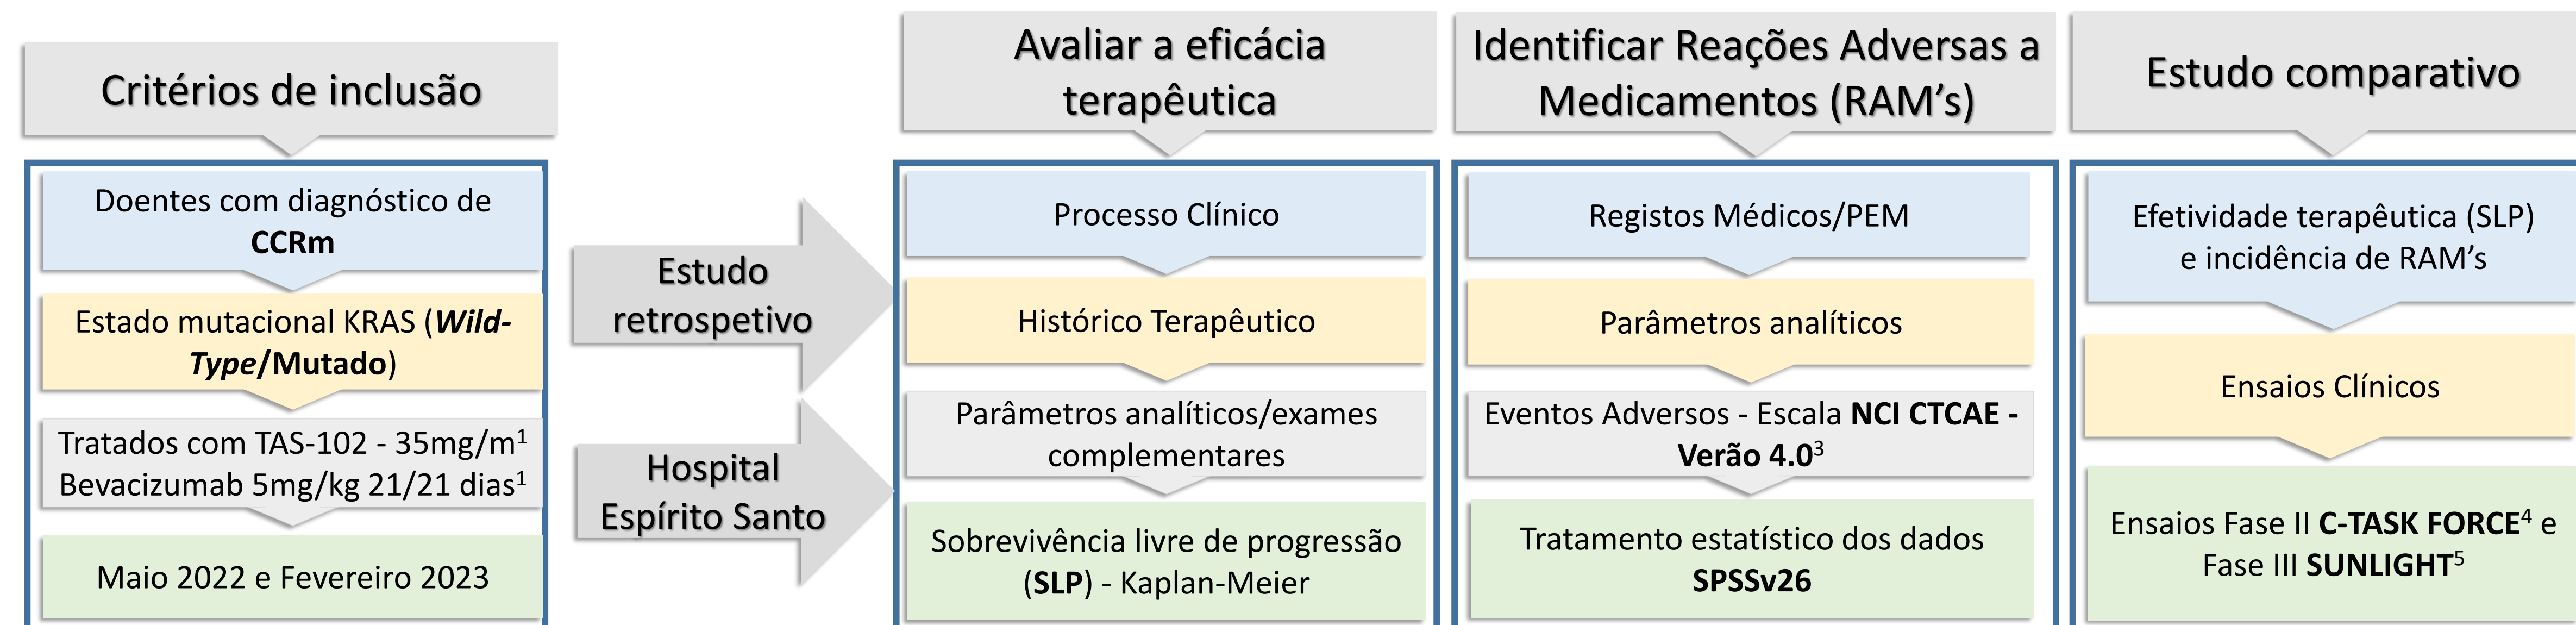 Critérios de inclusão
Doentes com diagnóstico de
CCRm
Estado mutacional KRAS (Wild-
Type/Mutado)
Tratados com TAS-102 - 35mg/m¹
Bevacizumab 5mg/kg 21/21 dias¹
Maio 2022 e Fevereiro 2023
Estudo
retrospetivo
Hospital
Espírito Santo
Avaliar a eficácia
terapêutica
Processo Clínico
Histórico Terapêutico
Parâmetros analíticos/exames
complementares
Sobrevivência livre de progressão
(SLP) - Kaplan-Meier
Identificar Reações Adversas a
Medicamentos (RAM’s)
Registos Médicos/PEM
Parâmetros analíticos
Eventos Adversos - Escala NCI CTCAE -
Verão 4.0³
Tratamento estatístico dos dados
SPSSv26
Estudo comparativo
Efetividade terapêutica (SLP)
e incidência de RAM’s
Ensaios Clínicos
Ensaios Fase II C-TASK FORCE⁴ e
Fase III SUNLIGHT⁵